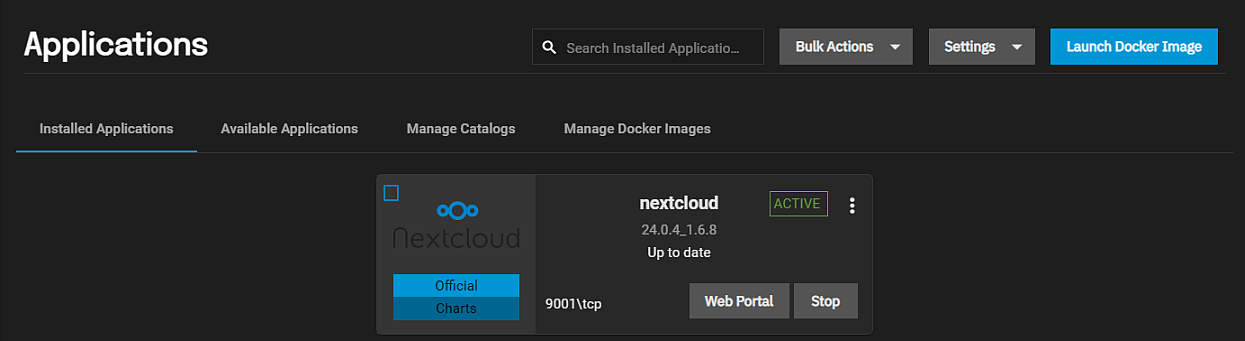 Applications
Search Installed Applicatio...
Bulk Actions
Settings
Launch Docker Image
Installed Applications
Available Applications
Manage Catalogs
Manage Docker Images
Nextcloud
Official
Charts
nextcloud
ACTIVE
24.0.4_1.6.8
Up to date
9001\tcp
Web Portal
Stop